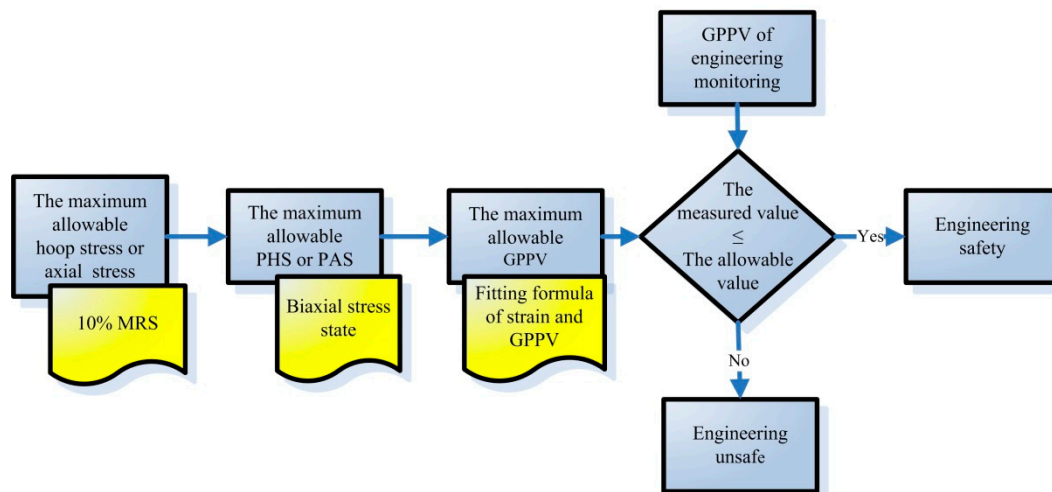 GPPV of
engineering
monitoring
The maximum
allowable
hoop stress or
axial stress
10% MRS
The maximum
allowable
PHS or PAS
Biaxial stress
state
The maximum
allowable
GPPV
Fitting formula
of strain and
GPPV
The
measured value
≤
The allowable
value
Yes
Engineering
safety
No
Engineering
unsafe